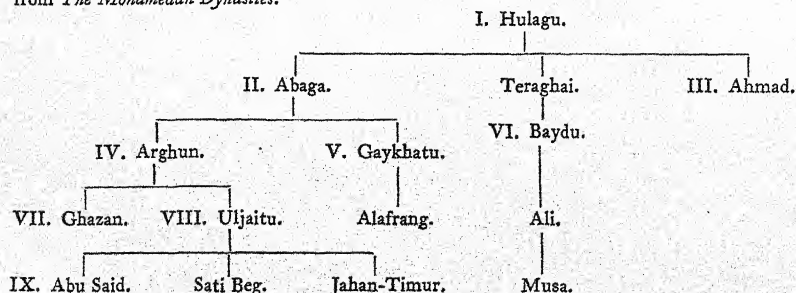 from The Mohamedan Dynasties.
I. Hulagu.
II. Abaga. Teraghai. III. Ahmad.
VI. Baydu.
IV. Arghun. V. Gaykhatu.
VII. Ghazan. VIII. Uljaitu. Alafrang. Ali.
IX. Abu Said. Sati Beg. Jahan-Timur. Musa.